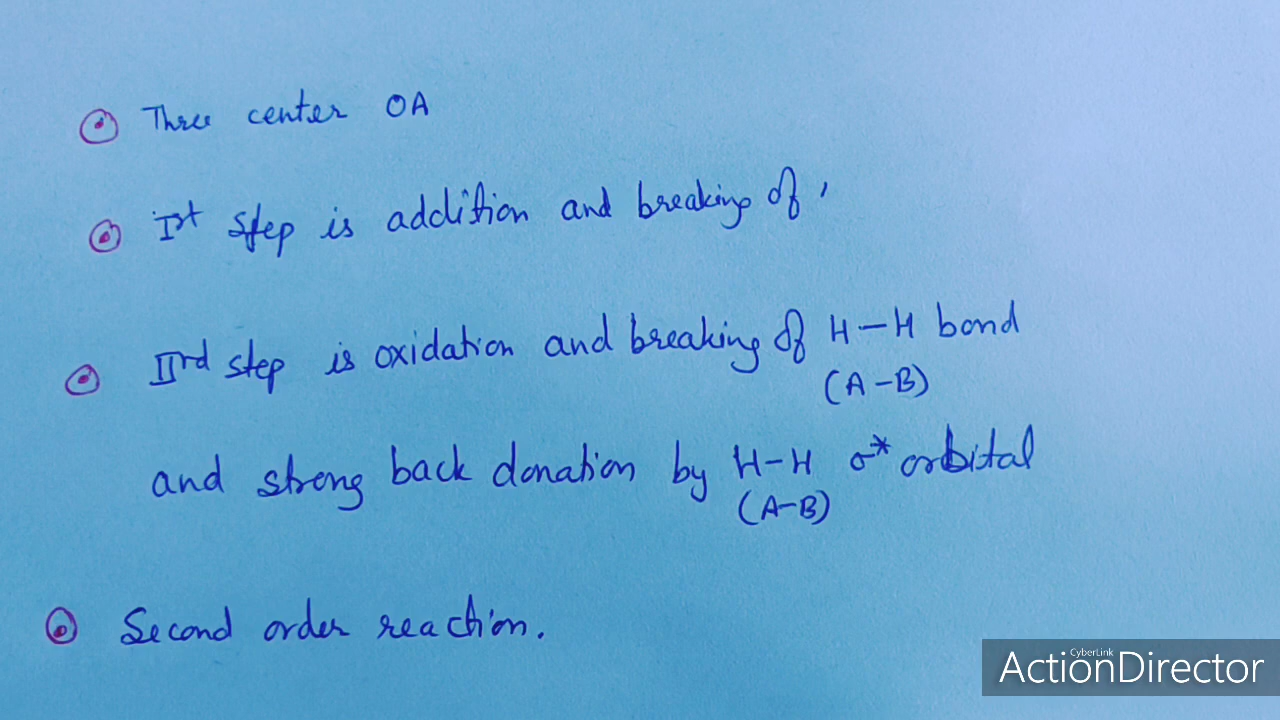 Three center OA
Ist step is addition and breaking of
IIrd step is oxidation and breaking of H-H bond
(A-B)
and strong back donation by H-H σ* orbital
(A-B)
Second order reaction.
CyberLink
ActionDirector